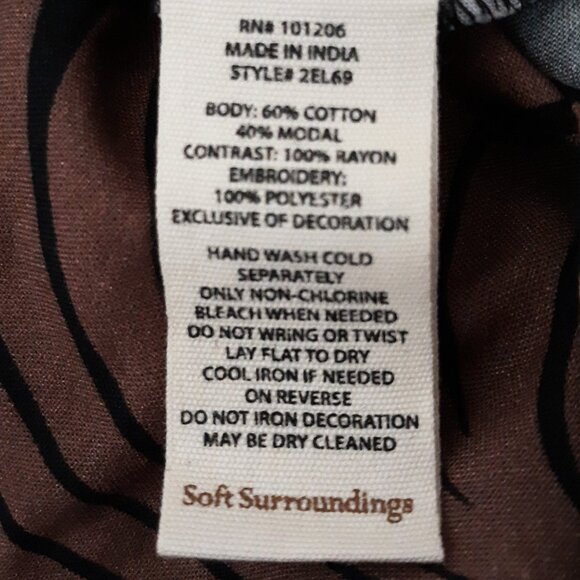 RN# 101206
MADE IN INDIA
STYLE# 2EL69
BODY: 60% COTTON
40% MODAL
CONTRAST: 100% RAYON
EMBROIDERY:
100% POLYESTER
EXCLUSIVE OF DECORATION
HAND WASH COLD
SEPARATELY
ONLY NON-CHLORINE
BLEACH WHEN NEEDED
DO NOT WRING OR TWIST
LAY FLAT TO DRY
COOL IRON IF NEEDED
ON REVERSE
DO NOT IRON DECORATION
MAY BE DRY CLEANED
Soft Surroundings